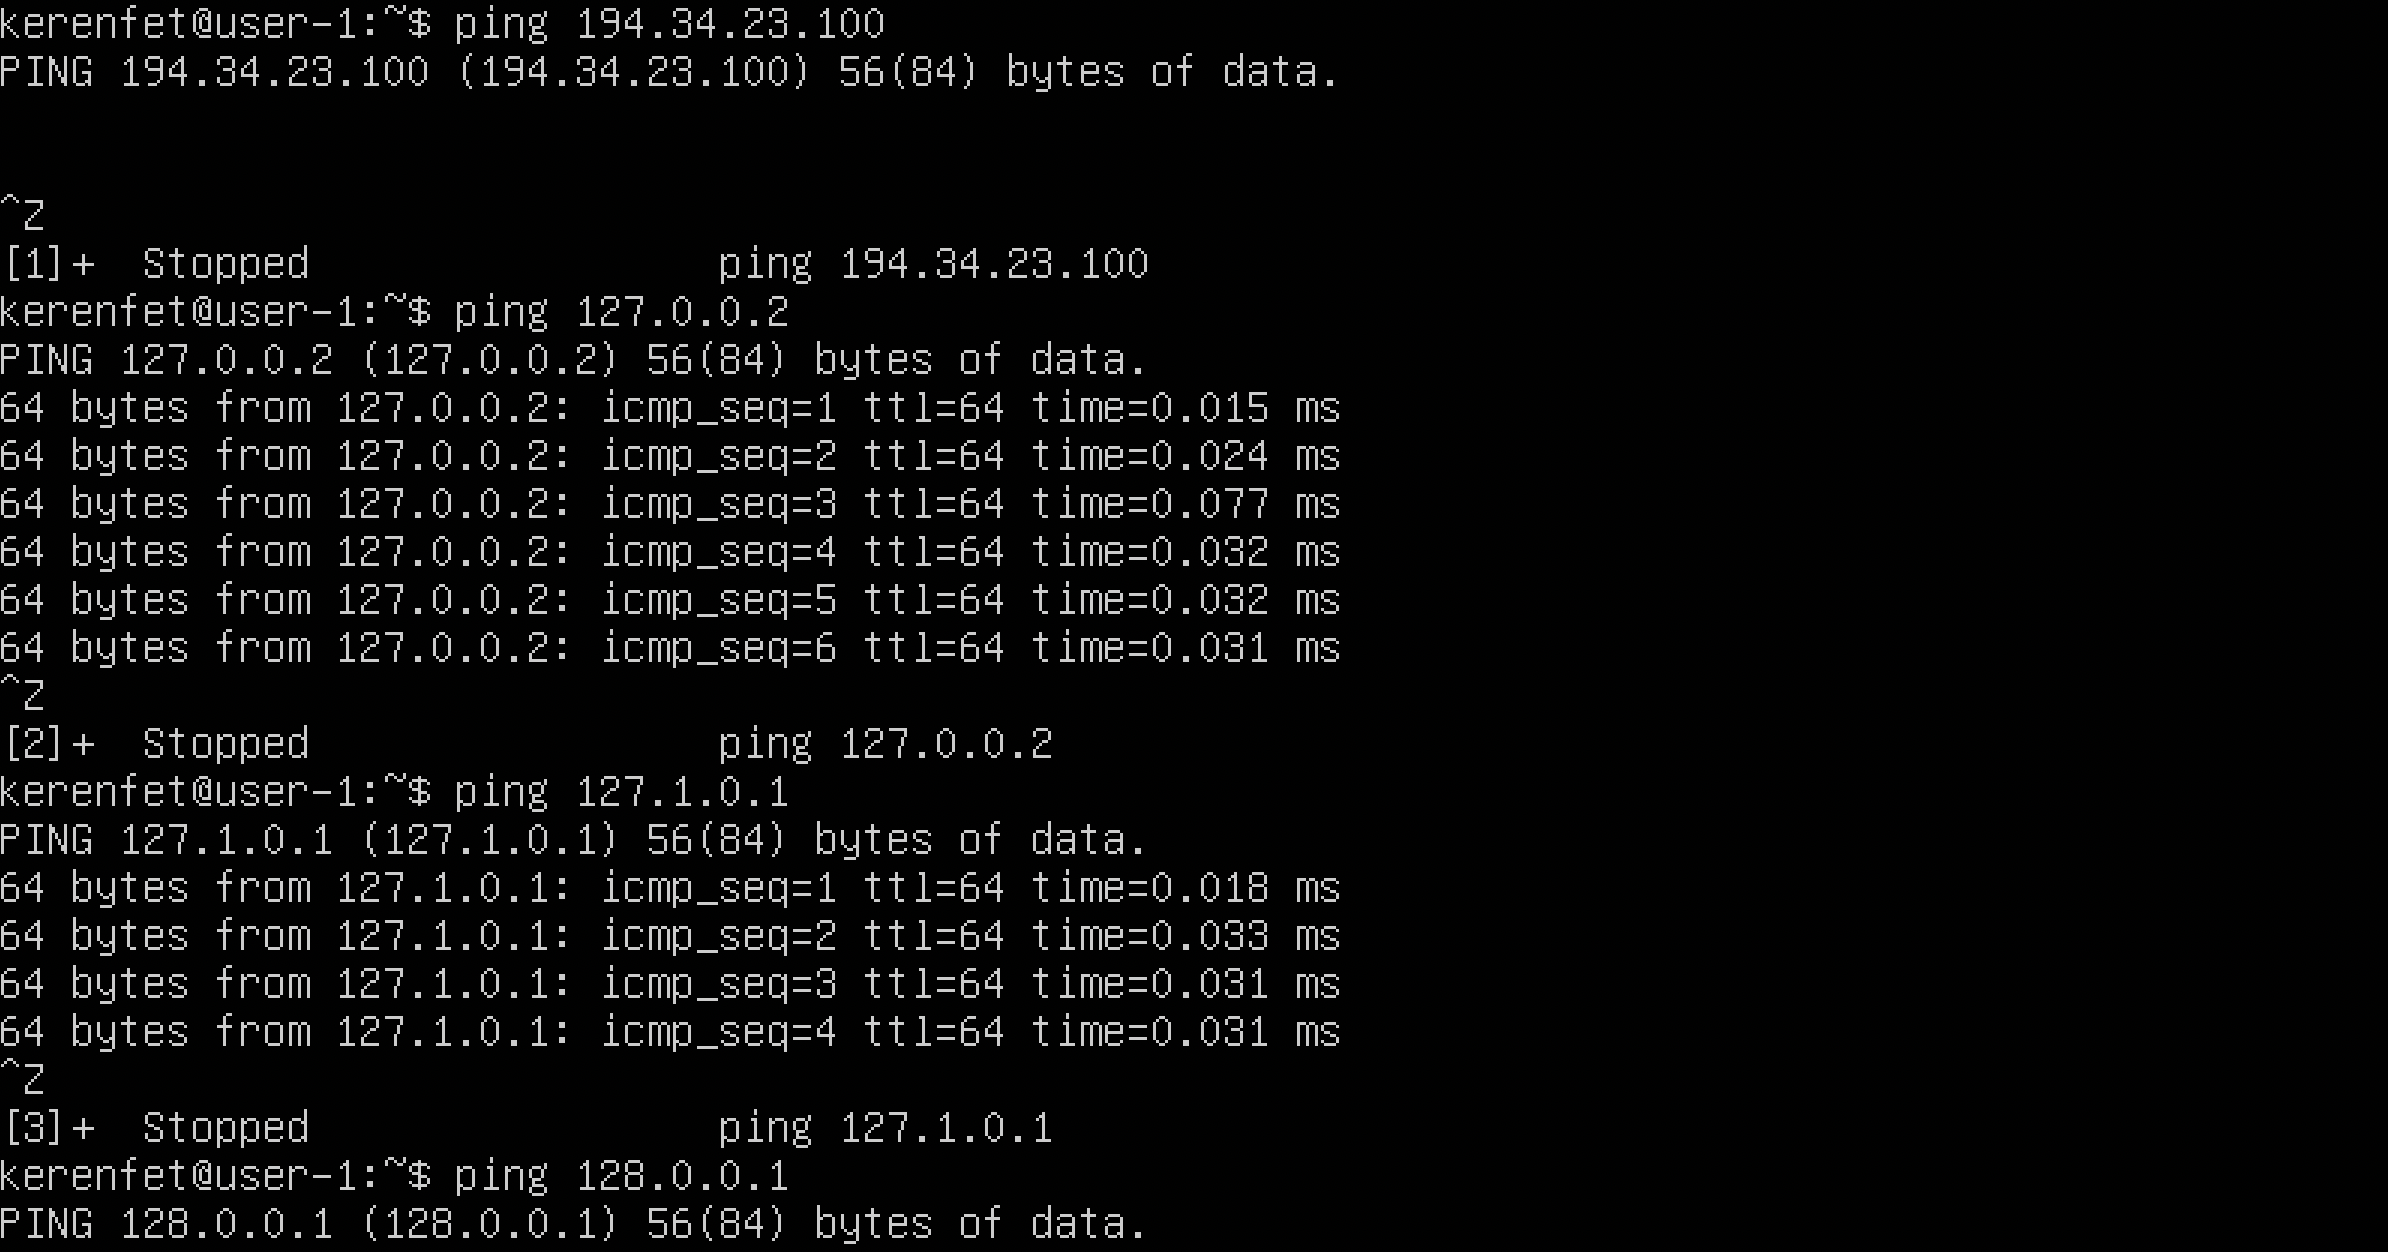 kerenfet@user-1:~$ ping 194.34.23.100
PING 194.34.23.100 (194.34.23.100) 56(84) bytes of data.
^Z
[1]+  Stopped                 ping 194.34.23.100
kerenfet@user-1:~$ ping 127.0.0.2
PING 127.0.0.2 (127.0.0.2) 56(84) bytes of data.
64 bytes from 127.0.0.2: icmp_seq=1 ttl=64 time=0.015 ms
64 bytes from 127.0.0.2: icmp_seq=2 ttl=64 time=0.024 ms
64 bytes from 127.0.0.2: icmp_seq=3 ttl=64 time=0.077 ms
64 bytes from 127.0.0.2: icmp_seq=4 ttl=64 time=0.032 ms
64 bytes from 127.0.0.2: icmp_seq=5 ttl=64 time=0.032 ms
64 bytes from 127.0.0.2: icmp_seq=6 ttl=64 time=0.031 ms
^Z
[2]+  Stopped                 ping 127.0.0.2
kerenfet@user-1:~$ ping 127.1.0.1
PING 127.1.0.1 (127.1.0.1) 56(84) bytes of data.
64 bytes from 127.1.0.1: icmp_seq=1 ttl=64 time=0.018 ms
64 bytes from 127.1.0.1: icmp_seq=2 ttl=64 time=0.033 ms
64 bytes from 127.1.0.1: icmp_seq=3 ttl=64 time=0.031 ms
64 bytes from 127.1.0.1: icmp_seq=4 ttl=64 time=0.031 ms
^Z
[3]+  Stopped                 ping 127.1.0.1
kerenfet@user-1:~$ ping 128.0.0.1
PING 128.0.0.1 (128.0.0.1) 56(84) bytes of data.